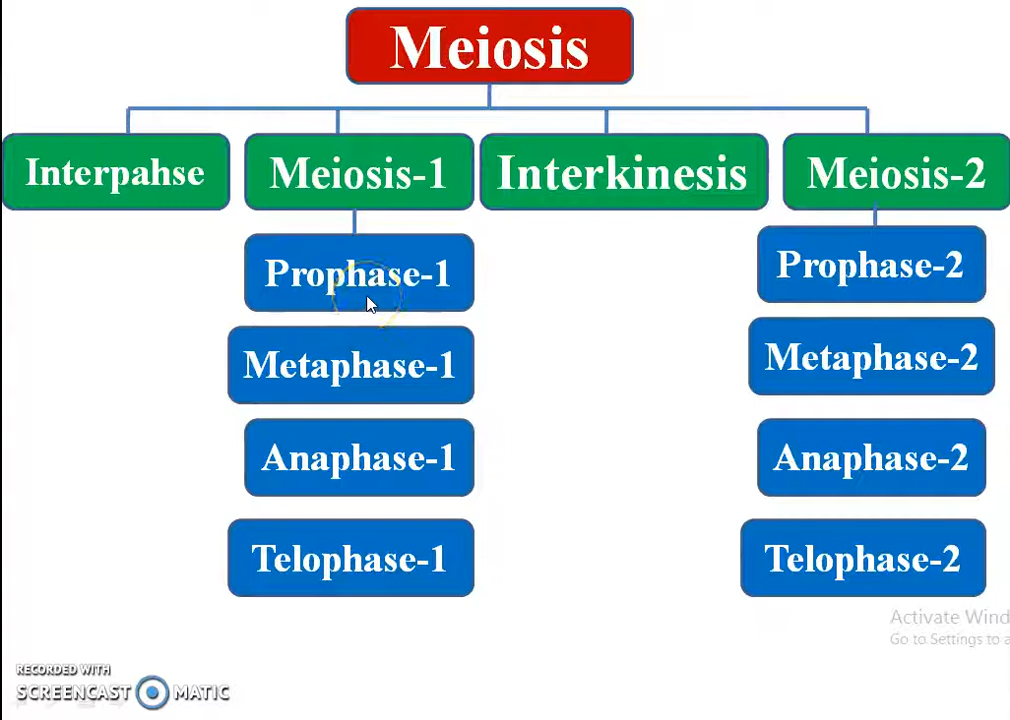 Meiosis
Interpahse
Meiosis-1
Interkinesis
Meiosis-2
Prophase-1
Prophase-2
Metaphase-1
Metaphase-2
Anaphase-1
Anaphase-2
Telophase-1
Telophase-2
Activate Wind
Go to Settings to a
RECORDED WITH
SCREENCAST MATIC